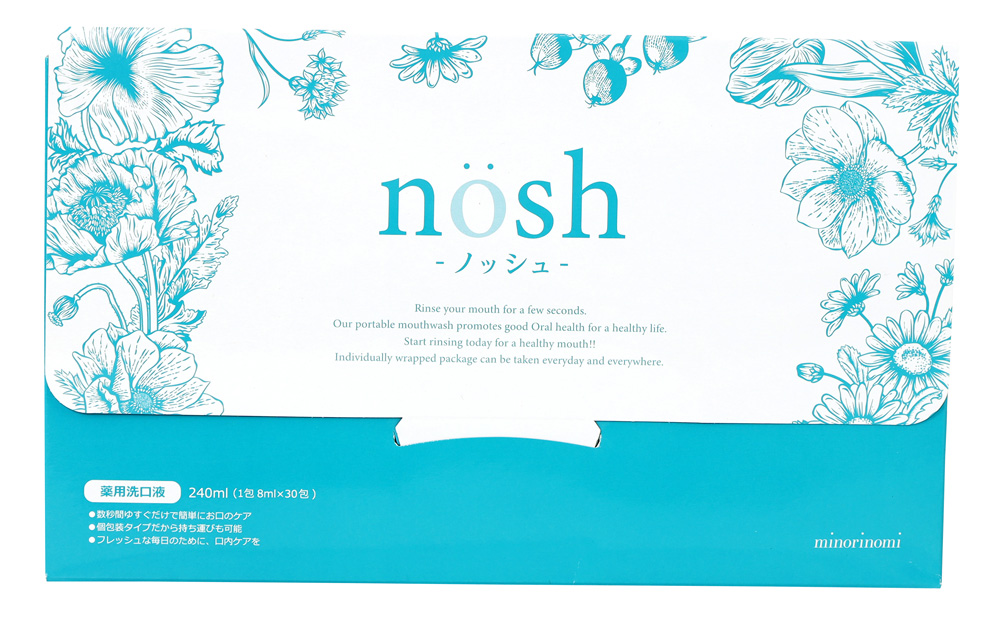 nösh
-ノッシュ-
Rinse your mouth for a few seconds.
Our portable mouthwash promotes good Oral health for a healthy life.
Start rinsing today for a healthy mouth!!
Individually wrapped package can be taken everyday and everywhere.
薬用洗口液 240ml (1包 8ml×30包)
●数秒間ゆすぐだけで簡単にお口のケア
●個包装タイプだから持ち運びも可能
●フレッシュな毎日のために、口内ケアを
minorinomi